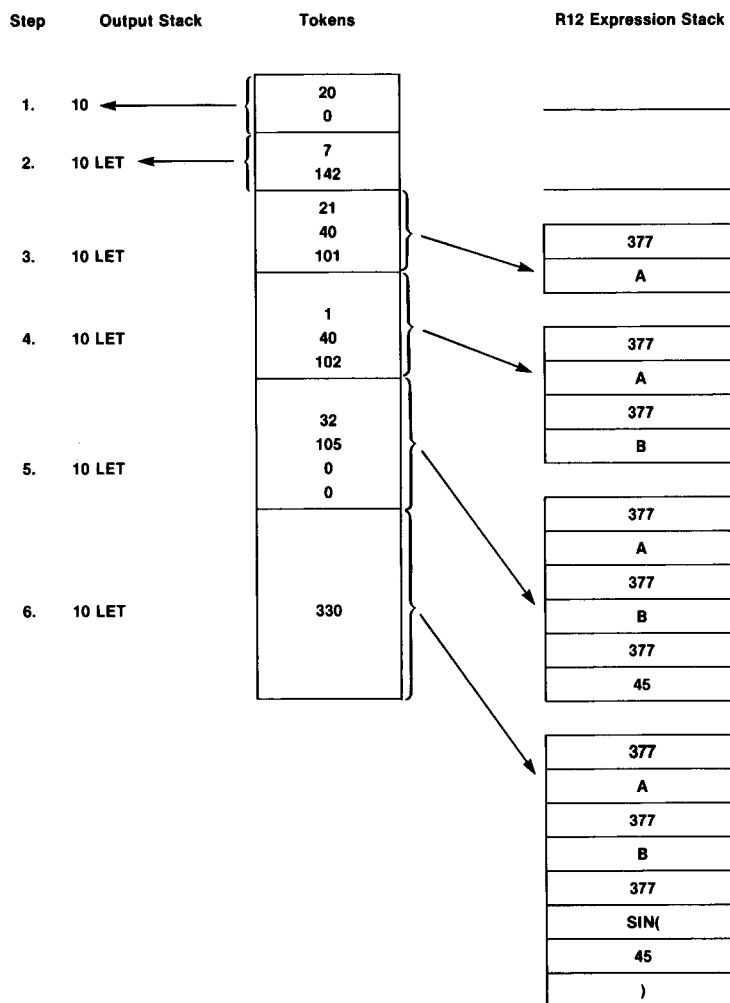 Step Output Stack Tokens R12 Expression Stack
20
1. 10 0
7
2. 10 LET 142
21
40
3. 10 LET 101
377
A
1
4. 10 LET 40
102
377
A
377
B
32
105
5. 10 LET 0
0
377
A
377
B
377
45
6. 10 LET 330
377
A
377
B
377
SIN(
45
)